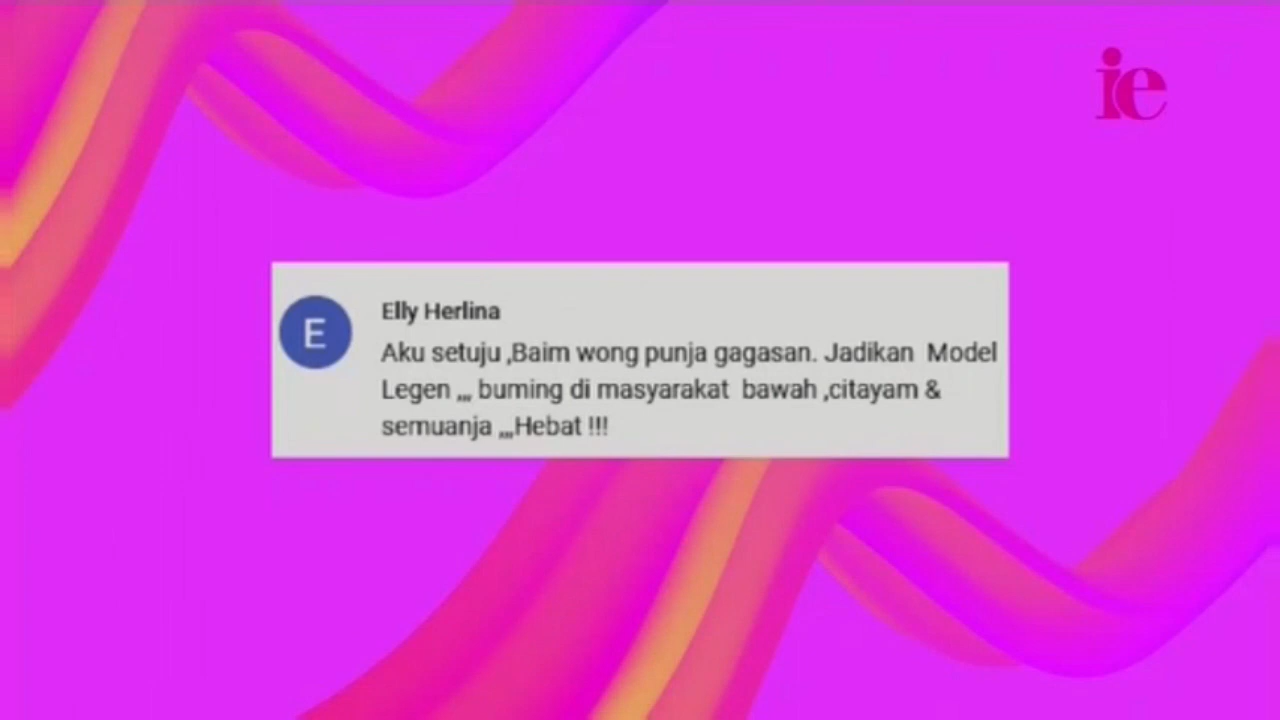 ie
E
Elly Herlina
Aku setuju ,Baim wong punja gagasan. Jadikan  Model
Legen ,,, buming di masyarakat  bawah ,citayam &
semuanja ,,,Hebat !!!